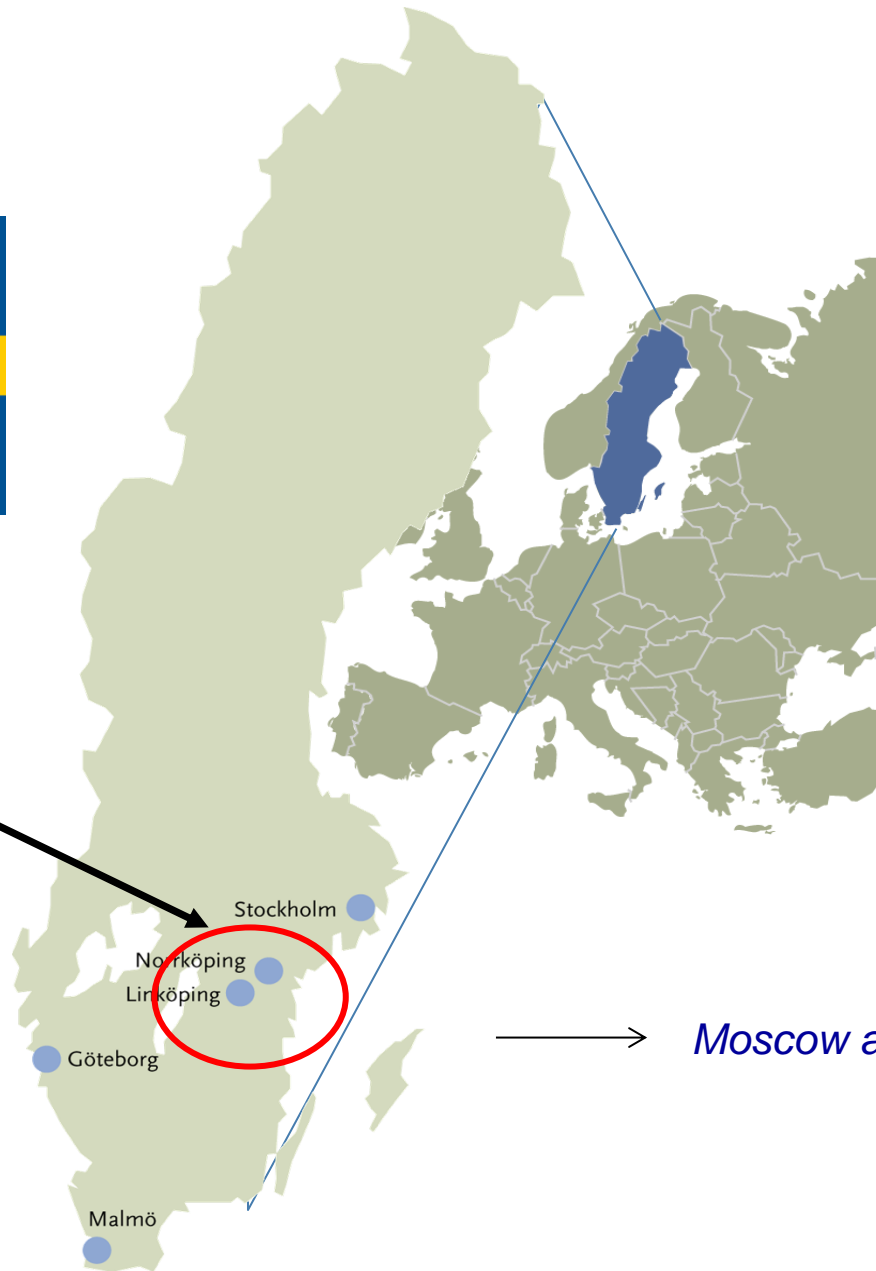 Stockholm
Norrköping
Linköping
Göteborg
Moscow a
Malmö